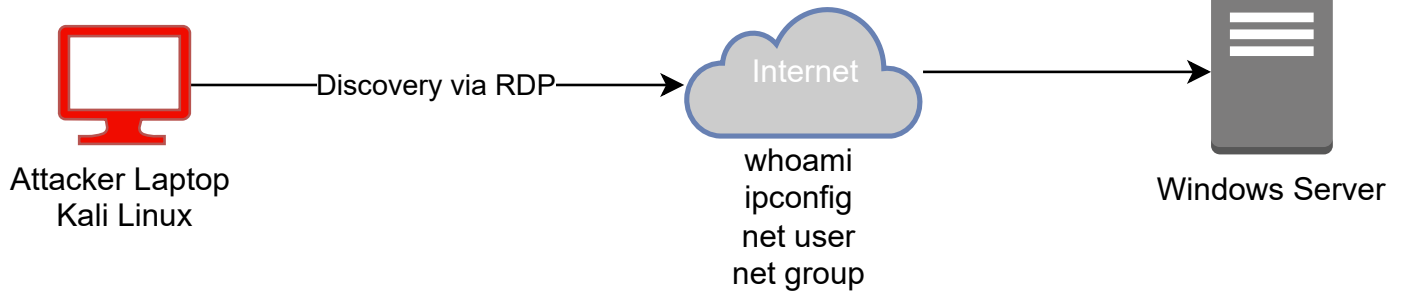 Discovery via RDP
Internet
Attacker Laptop
Kali Linux
whoami
ipconfig
net user
net group
Windows Server